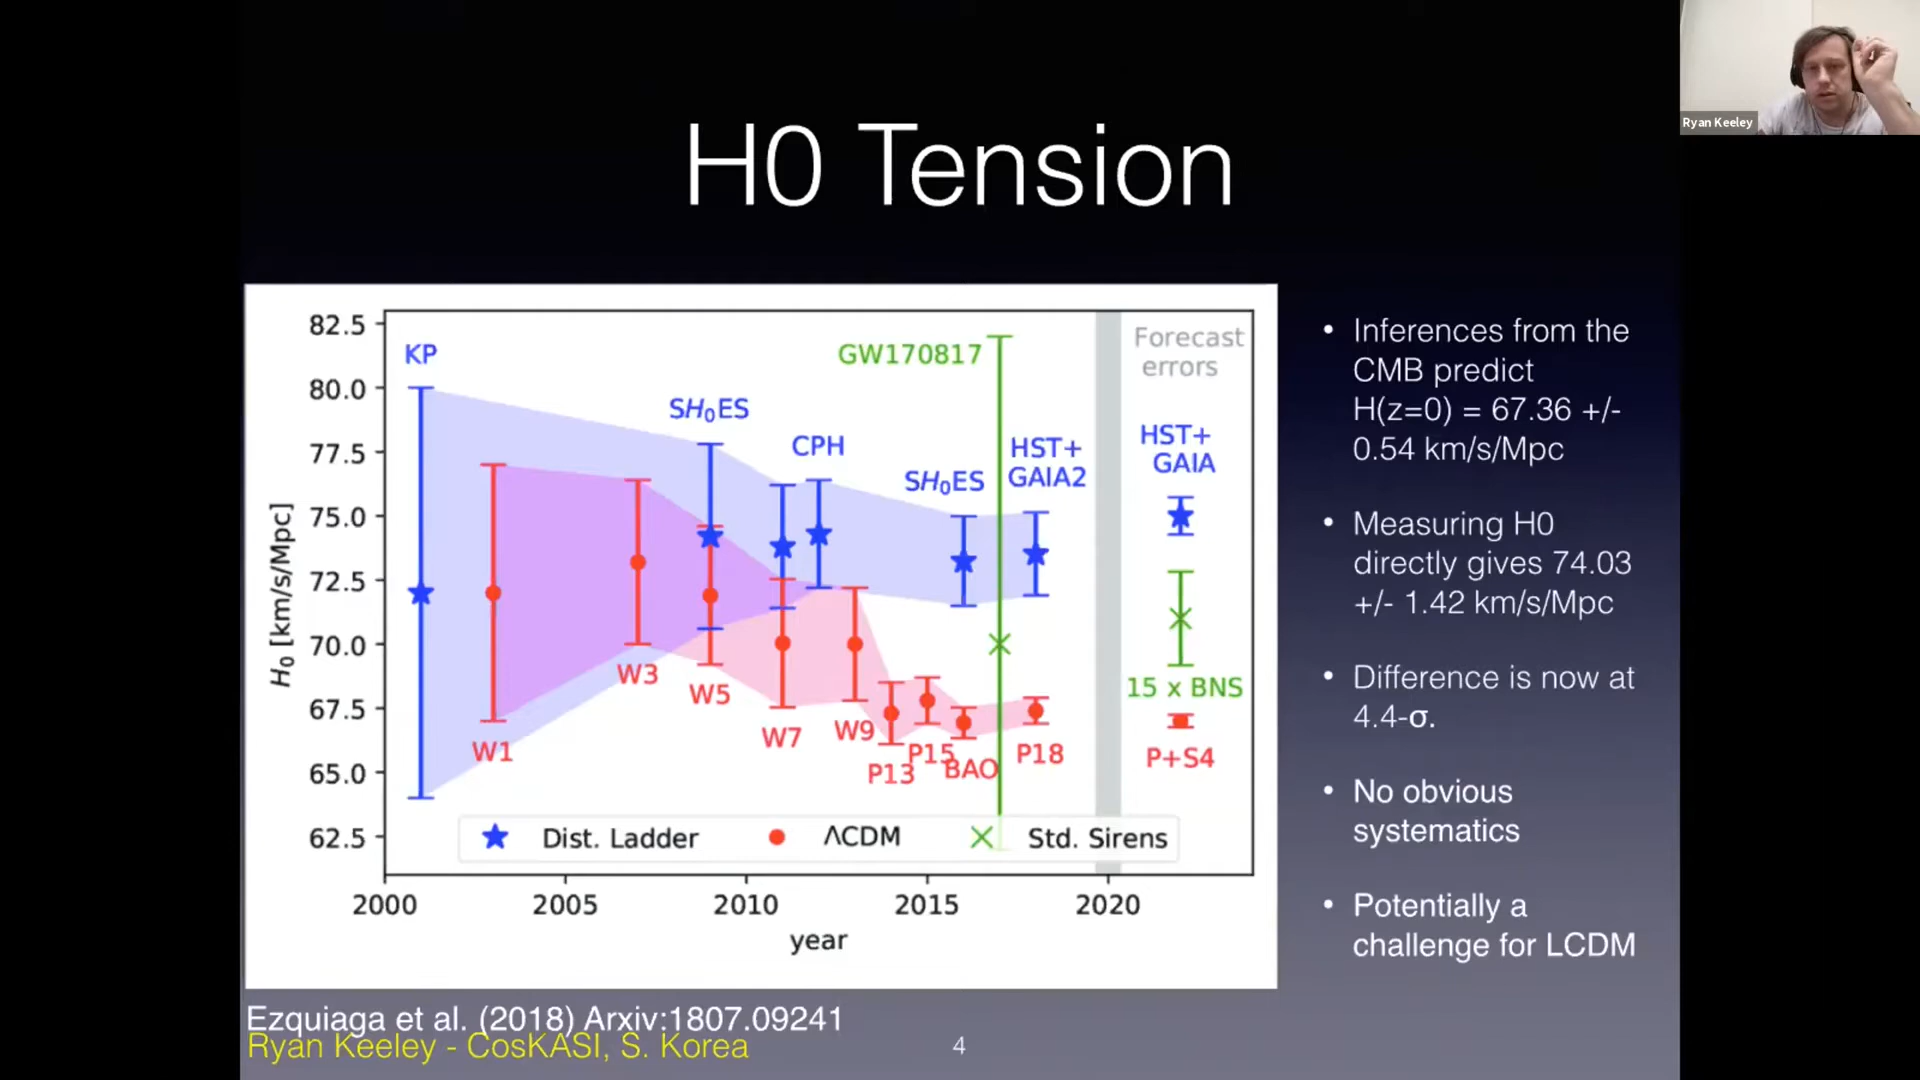 Ryan Keeley
H0 Tension
82.5
80.0
77.5
75.0
72.5
70.0
67.5
65.0
62.5
H₀ [km/s/Mpc]
KP
SH₀ES
CPH
SH₀ES
GW170817
HST+
GAIA2
Forecast
errors
HST+
GAIA
W1
W3
W5
W7
W9
P13
P15
BAO
P18
15 x BNS
P+S4
Dist. Ladder
ΛCDM
Std. Sirens
2000
2005
2010
2015
2020
year
• Inferences from the
CMB predict
H(z=0) = 67.36 +/-
0.54 km/s/Mpc
• Measuring H0
directly gives 74.03
+/- 1.42 km/s/Mpc
• Difference is now at
4.4-σ.
• No obvious
systematics
• Potentially a
challenge for LCDM
Ezquiaga et al. (2018) Arxiv:1807.09241
Ryan Keeley - CosKASI, S. Korea
4